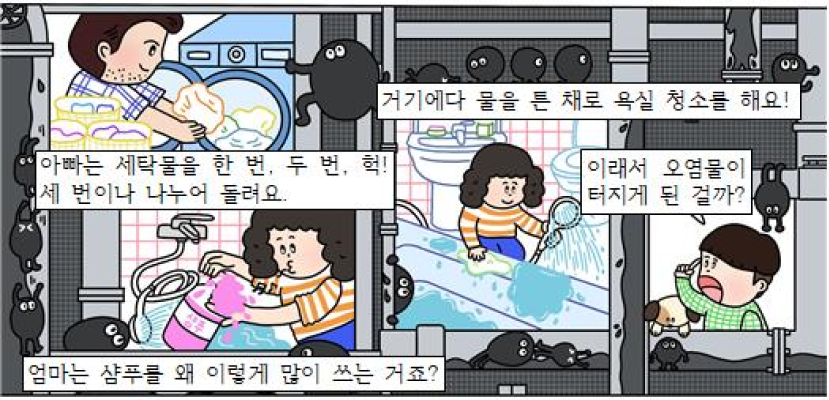 아빠는 세탁물을 한 번, 두 번, 헉!
세 번이나 나누어 돌려요.
샴푸
엄마는 샴푸를 왜 이렇게 많이 쓰는 거죠?
거기에다 물을 튼 채로 욕실 청소를 해요!
이래서 오염물이
터지게 된 걸까?